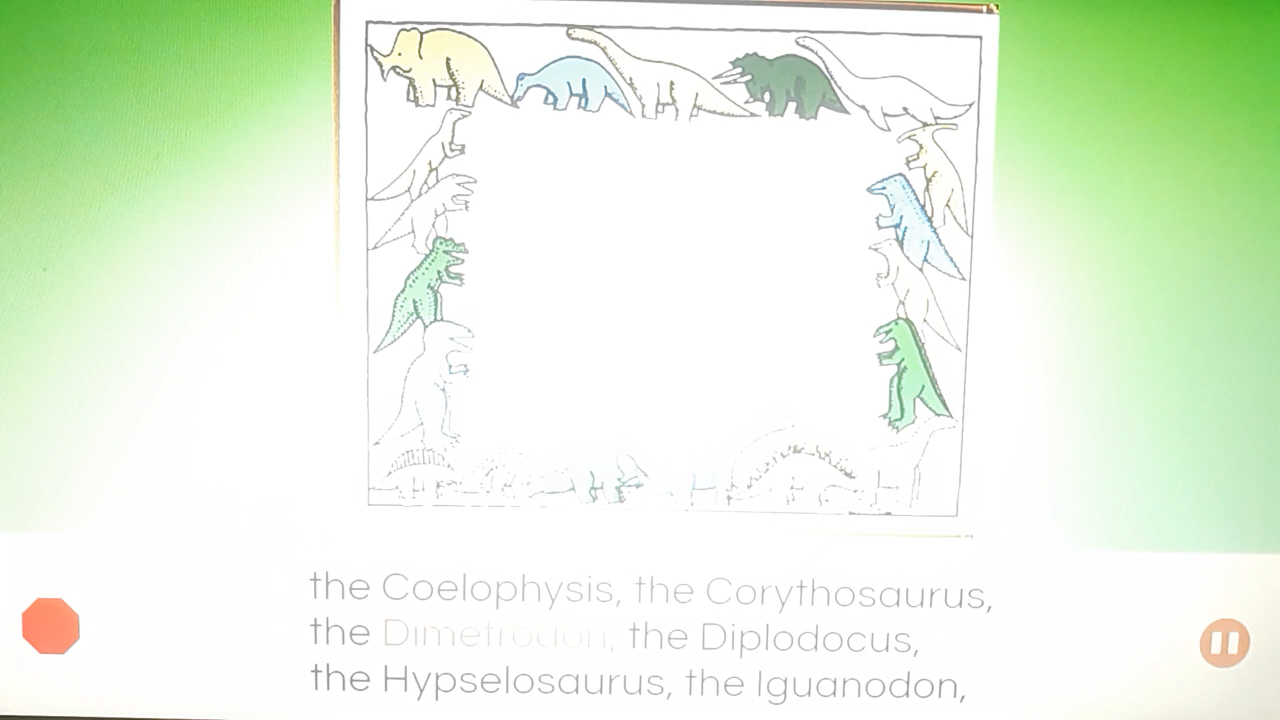 the Coelophysis, the Corythosaurus,
the Dimetrodon, the Diplodocus,
the Hypselosaurus, the Iguanodon,